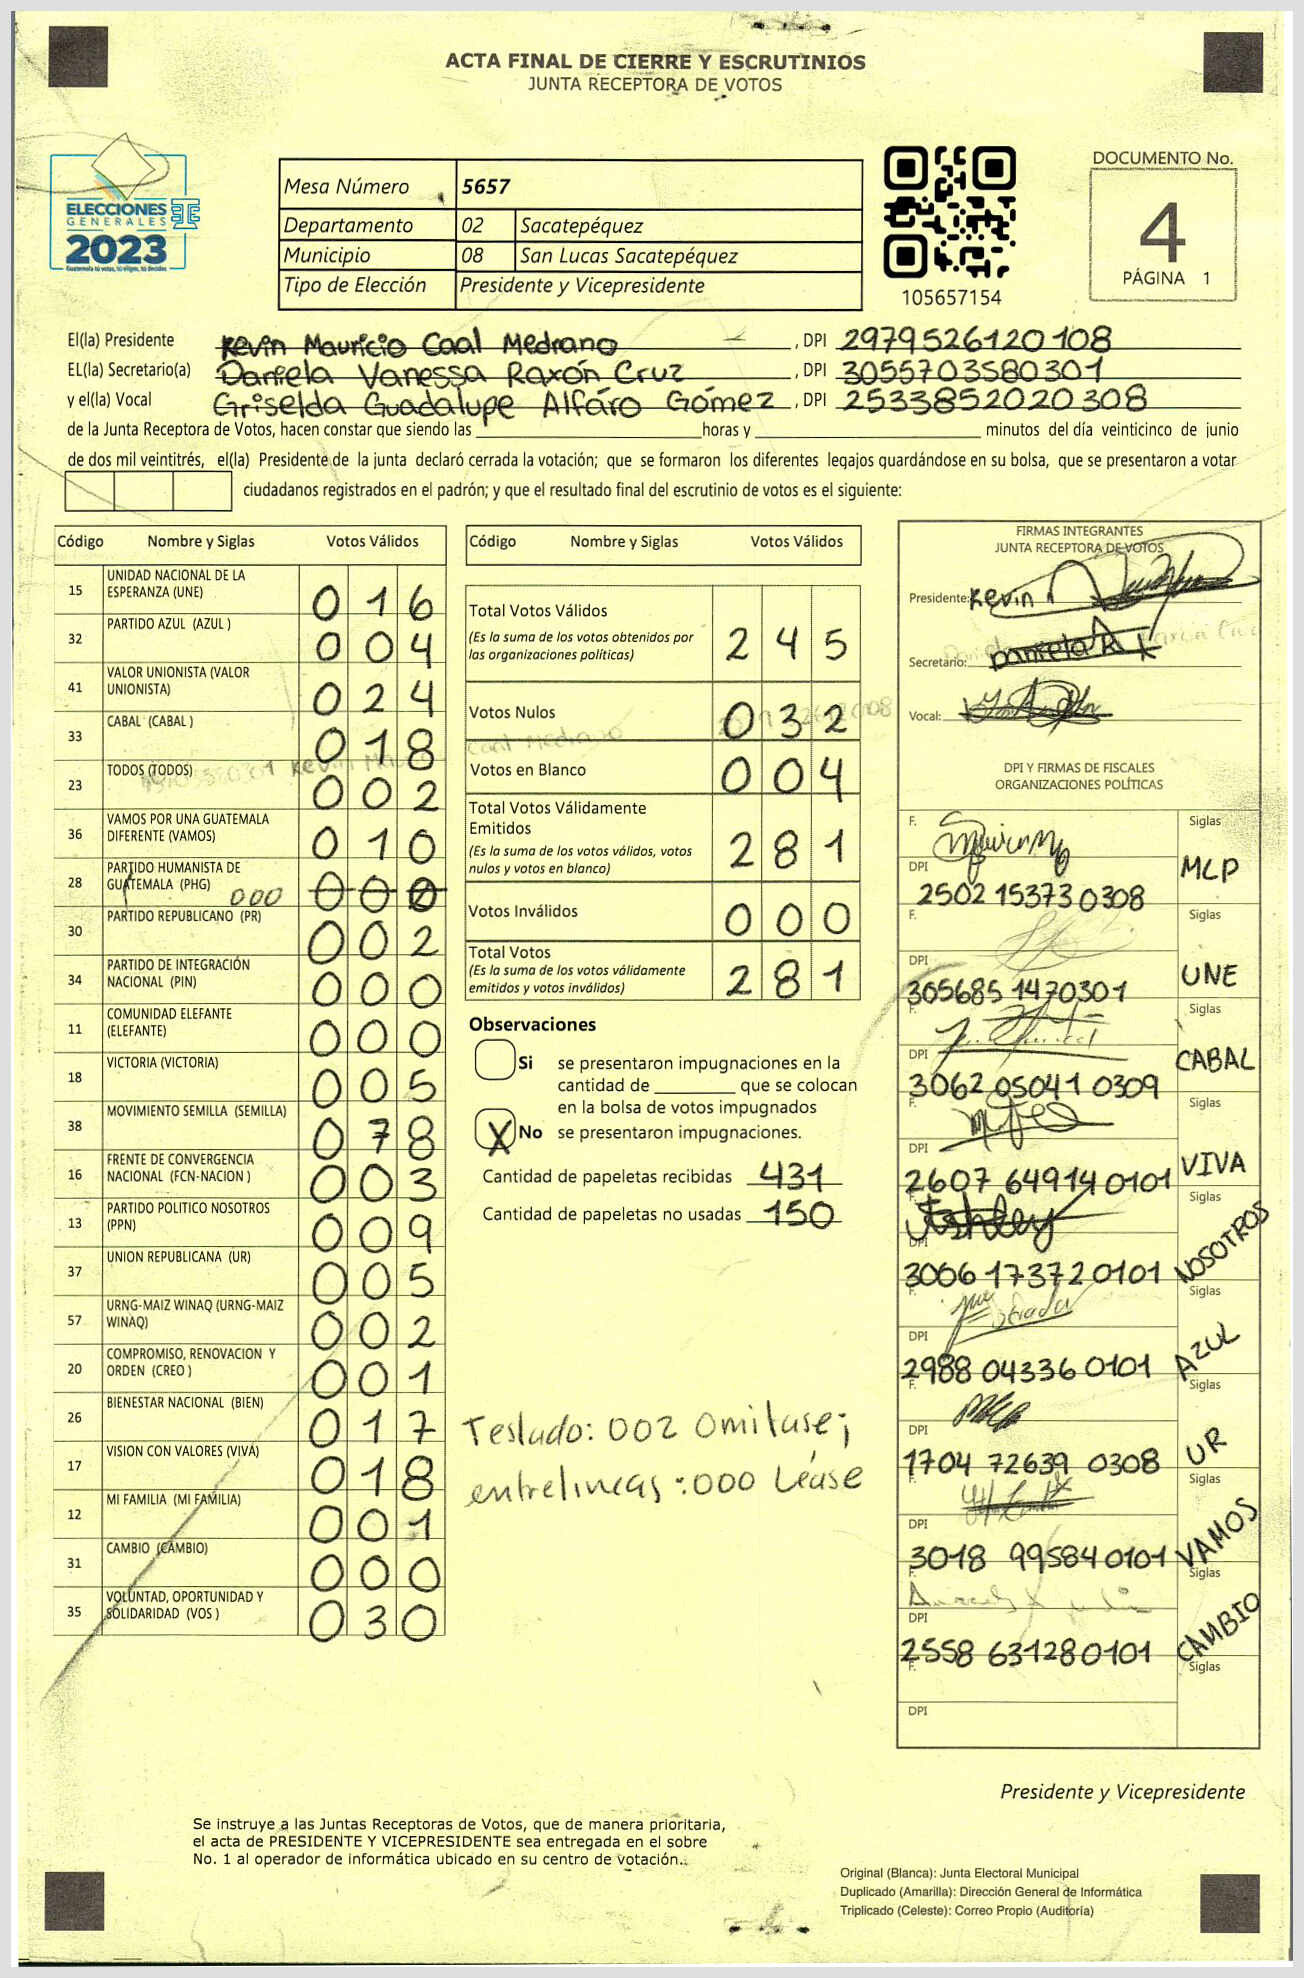 ACTA FINAL DE CIERRE Y ESCRUTINIOS
JUNTA RECEPTORA DE VOTOS
ELECCIONES
GENERALES
2023
Guatemala tú votas, tú eliges, tú decides
Mesa Número 5657
Departamento 02 Sacatepéquez
Municipio 08 San Lucas Sacatepéquez
Tipo de Elección Presidente y Vicepresidente
105657154
DOCUMENTO No.
4
PÁGINA 1
El(la) Presidente Kevin Mauricio Caal Medrano, DPI 2979526120108
EL(la) Secretario(a) Daniela Vanessa Raxón Cruz, DPI 3055703580301
y el(la) Vocal Griselda Guadalupe Alfaro Gómez, DPI 2533852020308
de la Junta Receptora de Votos, hacen constar que siendo las ____ horas y ____ minutos del día veinticinco de junio
de dos mil veintitrés, el(la) Presidente de la junta declaró cerrada la votación; que se formaron los diferentes legajos guardándose en su bolsa, que se presentaron a votar
ciudadanos registrados en el padrón; y que el resultado final del escrutinio de votos es el siguiente:
Código Nombre y Siglas Votos Válidos
15 UNIDAD NACIONAL DE LA ESPERANZA (UNE) 016
32 PARTIDO AZUL (AZUL ) 004
41 VALOR UNIONISTA (VALOR UNIONISTA) 024
33 CABAL (CABAL ) 018
23 TODOS (TODOS) 002
36 VAMOS POR UNA GUATEMALA DIFERENTE (VAMOS) 010
28 PARTIDO HUMANISTA DE GUATEMALA (PHG) 000 000
30 PARTIDO REPUBLICANO (PR) 002
34 PARTIDO DE INTEGRACIÓN NACIONAL (PIN) 000
11 COMUNIDAD ELEFANTE (ELEFANTE) 000
18 VICTORIA (VICTORIA) 005
38 MOVIMIENTO SEMILLA (SEMILLA) 078
16 FRENTE DE CONVERGENCIA NACIONAL (FCN-NACION ) 003
13 PARTIDO POLITICO NOSOTROS (PPN) 009
37 UNION REPUBLICANA (UR) 005
57 URNG-MAIZ WINAQ (URNG-MAIZ WINAQ) 002
20 COMPROMISO, RENOVACION Y ORDEN (CREO ) 001
26 BIENESTAR NACIONAL (BIEN) 017
17 VISION CON VALORES (VIVA) 018
12 MI FAMILIA (MI FAMILIA) 001
31 CAMBIO (CAMBIO) 000
35 VOLUNTAD, OPORTUNIDAD Y SOLIDARIDAD (VOS ) 030
Código Nombre y Siglas Votos Válidos
Total Votos Válidos 245
(Es la suma de los votos obtenidos por
las organizaciones políticas)
Votos Nulos 032
Votos en Blanco 004
Total Votos Válidamente
Emitidos 281
(Es la suma de los votos válidos, votos
nulos y votos en blanco)
Votos Inválidos 000
Total Votos 281
(Es la suma de los votos válidamente
emitidos y votos inválidos)
Observaciones
Si se presentaron impugnaciones en la
cantidad de ____ que se colocan
en la bolsa de votos impugnados
X No se presentaron impugnaciones.
Cantidad de papeletas recibidas 431
Cantidad de papeletas no usadas 150
Testado: 002 Omitase;
entrelineas: 000 Léase
FIRMAS INTEGRANTES
JUNTA RECEPTORA DE VOTOS
Presidente: Kevin
Secretario: Daniela
Vocal:
DPI Y FIRMAS DE FISCALES
ORGANIZACIONES POLÍTICAS
F. Siglas
DPI 2502 15373 0308 MLP
F. Siglas
DPI 305685 1470301 UNE
F. Siglas
DPI 3062 05041 0309 CABAL
F. Siglas
DPI 2607 64914 0101 VIVA
F. Ashley Siglas
DPI 3006 17372 0101 NOSOTROS
F. Siglas
DPI 2988 04336 0101 AZUL
F. Siglas
DPI 1704 72639 0308 UR
F. Siglas
DPI 3018 99584 0101 VAMOS
F. Siglas
DPI 2558 63128 0101 CAMBIO
F. Siglas
DPI
Presidente y Vicepresidente
Se instruye a las Juntas Receptoras de Votos, que de manera prioritaria,
el acta de PRESIDENTE Y VICEPRESIDENTE sea entregada en el sobre
No. 1 al operador de informática ubicado en su centro de votación..
Original (Blanca): Junta Electoral Municipal
Duplicado (Amarilla): Dirección General de Informática
Triplicado (Celeste): Correo Propio (Auditoría)